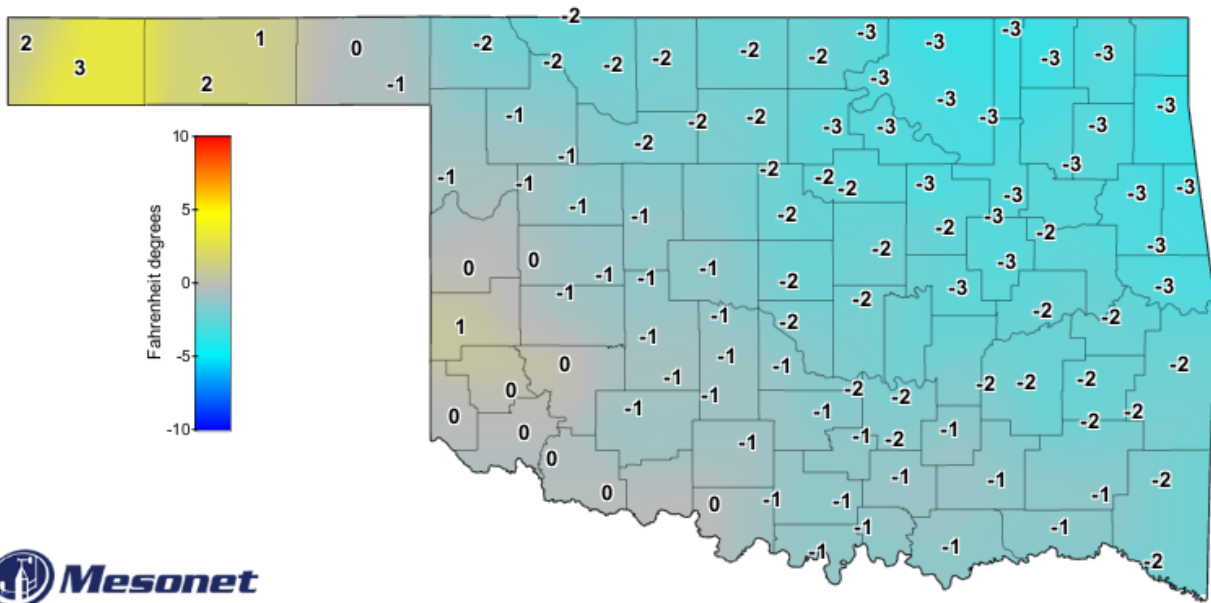 -2
2 1 0 -2 -3 -3 -3
3 2 -1 -2 -2 -2 -2 -2 -3 -3 -3
-1 -2 -2 -3 -3 -3 -3 -3 -3
10 -1 -2 -3
-1 -1 -1 -2 -2 -2 -3 -3 -3 -3
5 -1 -2 -2 -3 -2 -3
0 0 -1 -1 -1 -2 -2 -3 -3 -3
0 -1 -2 -3 -2 -2
Fahrenheit degrees
1 -1 -1 -2
-5 0 -1 -1 -1 -2 -2 -2 -2
0 -1 -1 -1 -2 -2 -2 -2 -2
-10 0 0 -1 -1 -2 -1
0 0 0 -1 -1 -1 -1 -1 -2
-1 -1 -1 -1 -2
Mesonet